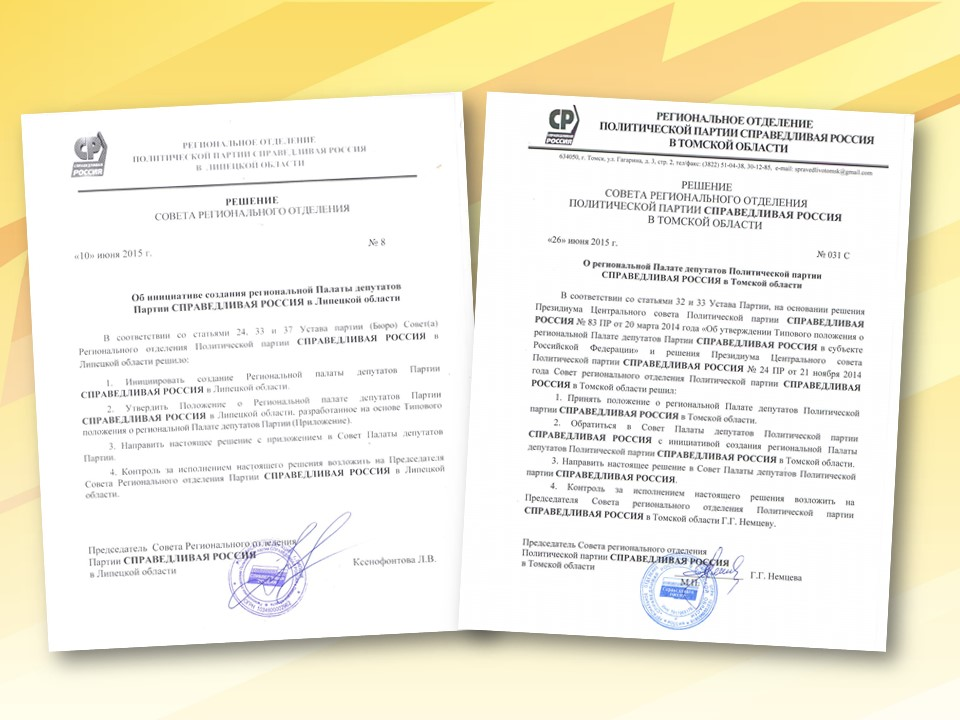 СР
СПРАВЕДЛИВАЯ
РОССИЯ
РЕГИОНАЛЬНОЕ ОТДЕЛЕНИЕ
ПОЛИТИЧЕСКОЙ ПАРТИИ СПРАВЕДЛИВАЯ РОССИЯ
В ЛИПЕЦКОЙ ОБЛАСТИ
РЕШЕНИЕ
СОВЕТА РЕГИОНАЛЬНОГО ОТДЕЛЕНИЯ
«10» июня 2015 г.
№ 8
Об инициативе создания региональной Палаты депутатов
Партии СПРАВЕДЛИВАЯ РОССИЯ в Липецкой области
В соответствии со статьями 24, 33 и 37 Устава партии (Бюро) Совет(а)
Регионального отделения Политической партии СПРАВЕДЛИВАЯ РОССИЯ в
Липецкой области решило:
1. Инициировать создание Региональной палаты депутатов Партии
СПРАВЕДЛИВАЯ РОССИЯ в Липецкой области.
2. Утвердить Положение о Региональной палате депутатов Партии
СПРАВЕДЛИВАЯ РОССИЯ в Липецкой области, разработанное на основе Типового
положения о региональной Палате депутатов Партии (Приложение).
3. Направить настоящее решение с приложением в Совет Палаты депутатов
Партии.
4. Контроль за исполнением настоящего решения возложить на Председателя
Совета Регионального отделения Партии СПРАВЕДЛИВАЯ РОССИЯ в Липецкой
области.
Председатель Совета Регионального отделения
Партии СПРАВЕДЛИВАЯ РОССИЯ
в Липецкой области
Ксенофонтова Л.В.
СР
СПРАВЕДЛИВАЯ
РОССИЯ
РЕГИОНАЛЬНОЕ ОТДЕЛЕНИЕ
ПОЛИТИЧЕСКОЙ ПАРТИИ СПРАВЕДЛИВАЯ РОССИЯ
В ТОМСКОЙ ОБЛАСТИ
634050, г. Томск, ул. Гагарина, д. 3, стр. 2, тел/факс: (3822) 51-04-38, 30-12-85, e-mail: spravedlivotomsk@gmail.com
РЕШЕНИЕ
СОВЕТА РЕГИОНАЛЬНОГО ОТДЕЛЕНИЯ
ПОЛИТИЧЕСКОЙ ПАРТИИ СПРАВЕДЛИВАЯ РОССИЯ
В ТОМСКОЙ ОБЛАСТИ
«26» июня 2015 г.
№ 031 С
О региональной Палате депутатов Политической партии
СПРАВЕДЛИВАЯ РОССИЯ в Томской области
В соответствии со статьями 32 и 33 Устава Партии, на основании решения
Президиума Центрального совета Политической партии СПРАВЕДЛИВАЯ
РОССИЯ № 83 ПР от 20 марта 2014 года «Об утверждении Типового положения о
региональной Палате депутатов Партии СПРАВЕДЛИВАЯ РОССИЯ в субъекте
Российской Федерации» и решения Президиума Центрального совета
Политической партии СПРАВЕДЛИВАЯ РОССИЯ № 24 ПР от 21 ноября 2014
года Совет регионального отделения Политической партии СПРАВЕДЛИВАЯ
РОССИЯ в Томской области решил:
1. Принять положение о региональной Палате депутатов Политической
партии СПРАВЕДЛИВАЯ РОССИЯ в Томской области.
2. Обратиться в Совет Палаты депутатов Политической партии
СПРАВЕДЛИВАЯ РОССИЯ с инициативой создания региональной Палаты
депутатов Политической партии СПРАВЕДЛИВАЯ РОССИЯ в Томской области.
3. Направить настоящее решение в Совет Палаты депутатов Политической
партии СПРАВЕДЛИВАЯ РОССИЯ.
4. Контроль за исполнением настоящего решения возложить на
Председателя Совета регионального отделения Политической партии
СПРАВЕДЛИВАЯ РОССИЯ в Томской области Г.Г. Немцеву.
Председатель Совета регионального отделения
Политической партии СПРАВЕДЛИВАЯ РОССИЯ
в Томской области
М.П.
Г.Г. Немцева